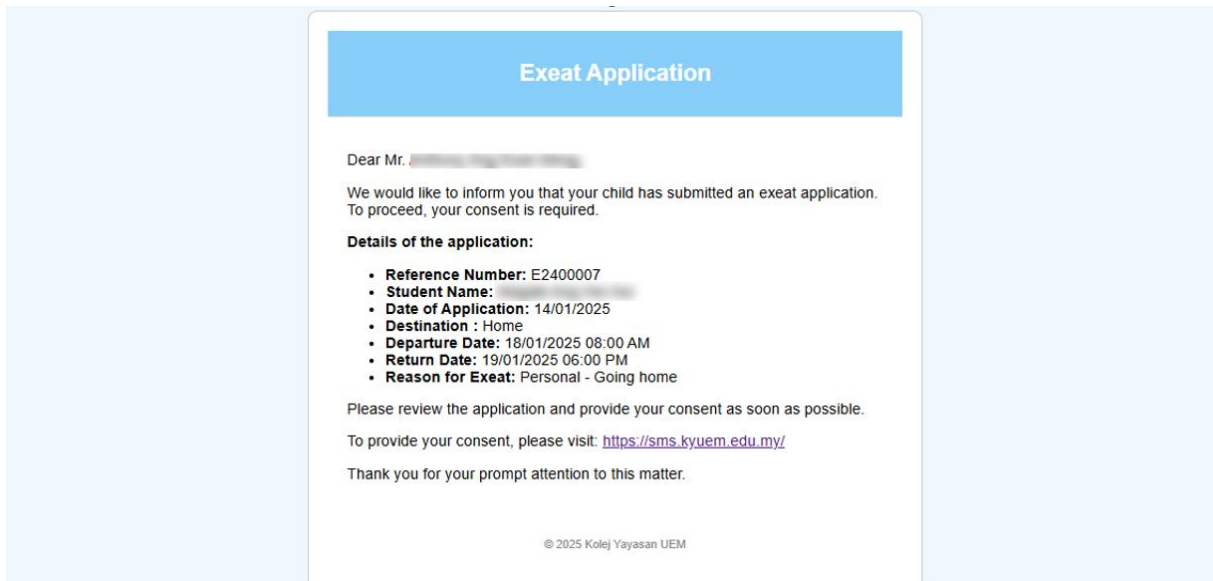 Exeat Application
Dear Mr.
We would like to inform you that your child has submitted an exeat application.
To proceed, your consent is required.
Details of the application:
• Reference Number: E2400007
• Student Name:
• Date of Application: 14/01/2025
• Destination : Home
• Departure Date: 18/01/2025 08:00 AM
• Return Date: 19/01/2025 06:00 PM
• Reason for Exeat: Personal - Going home
Please review the application and provide your consent as soon as possible.
To provide your consent, please visit: https://sms.kyuem.edu.my/
Thank you for your prompt attention to this matter.
© 2025 Kolej Yayasan UEM